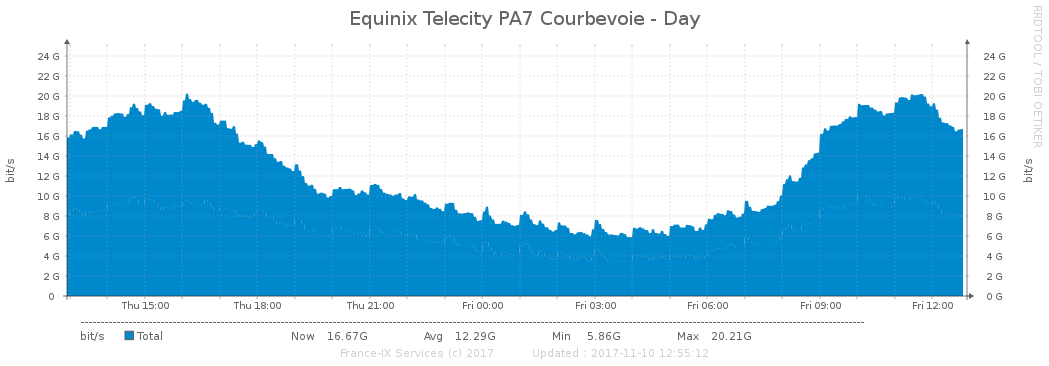 Equinix Telecity PA7 Courbevoie - Day
RRDTOOL / TOBI OETIKER
24 G 24 G
22 G 22 G
20 G 20 G
18 G 18 G
16 G 16 G
14 G 14 G
12 G 12 G
10 G 10 G
8 G 8 G
6 G 6 G
4 G 4 G
2 G 2 G
0 0 G
bit/s bit/s
Thu 15:00 Thu 18:00 Thu 21:00 Fri 00:00 Fri 03:00 Fri 06:00 Fri 09:00 Fri 12:00
bit/s Total Now 16.67G Avg 12.29G Min 5.86G Max 20.21G
France-IX Services (c) 2017 Updated : 2017-11-10 12:55:12